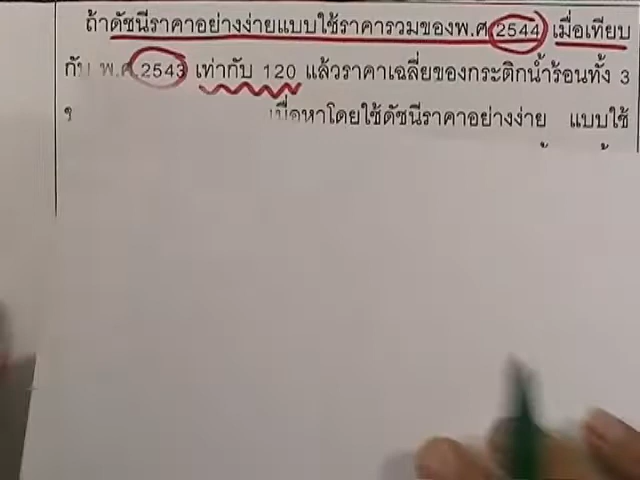 ถ้าดัชนีราคาอย่างง่ายแบบใช้ราคารวมของพ.ศ.2544 เมื่อเทียบ
กับ พ.ศ.2543 เท่ากับ 120 แล้วราคาเฉลี่ยของกระติกน้ำร้อนทั้ง 3
เมื่อหาโดยใช้ดัชนีราคาอย่างง่าย แบบใช้